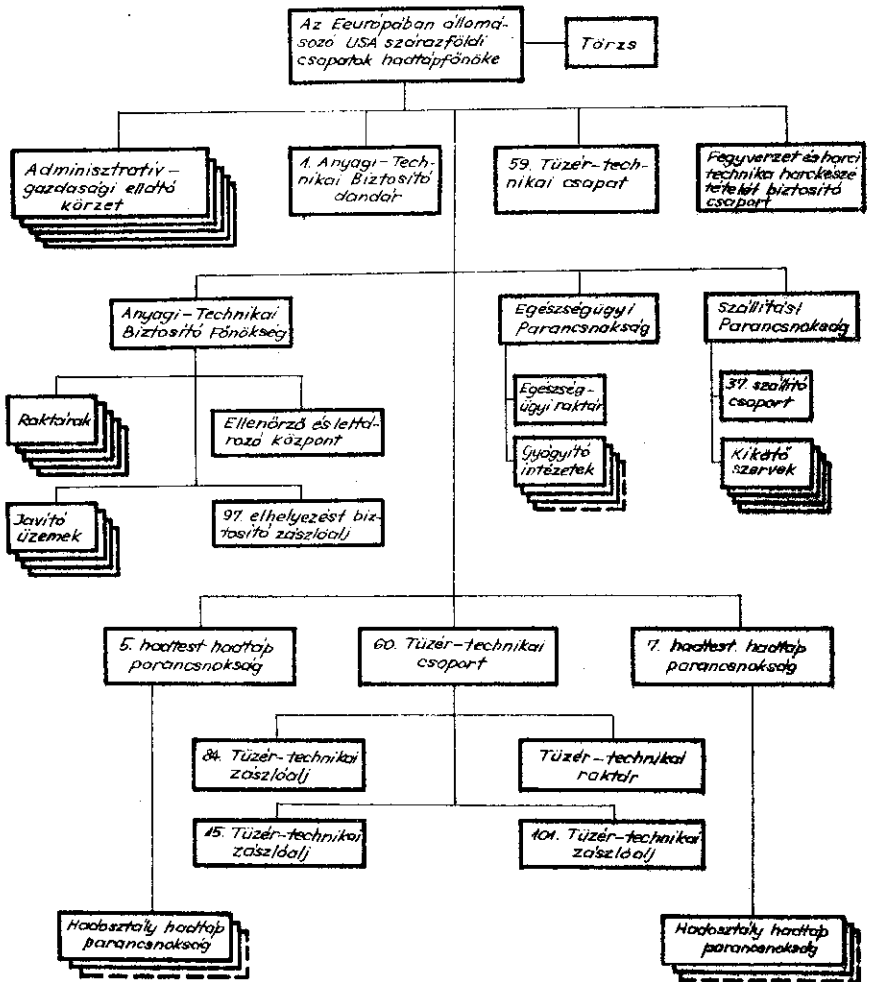 Az Eeurópában állomá-
sozó USA szárazföldi
csapatok hadtápfőnöke
Törzs
Adminisztratív-
gazdasági ellátó
körzet
1. Anyagi-Tech-
nikai Biztosító
dandár
59. Tüzér-tech-
nikai csapat
Fegyverzet és harci
technika harckészé
tételét biztosító
csaport
Anyagi-Technikai
Biztosító Főnökség
Egészségügyi
Parancsnokság
Szállítási
Parancsnokság
Raktárak
Ellenőrző és leltá-
rozó központ
Egészség-
ügyi raktár
37. szállító
csoport
Gyógyító
intézetek
Kikötő
szervek
Javító
üzemek
97. elhelyezést biz-
tosító zászlóalj
5. hadtest hadtáp
parancsnokság
60. Tüzér-technikai
csoport
7. hadtest hadtáp
parancsnokság
84. Tüzér-technikai
zászlóalj
Tüzér-technikai
raktár
15. Tüzér-technikai
zászlóalj
101. Tüzér-technikai
zászlóalj
Hadosztály hadtáp
parancsnokság
Hadosztály hadtáp
parancsnokság